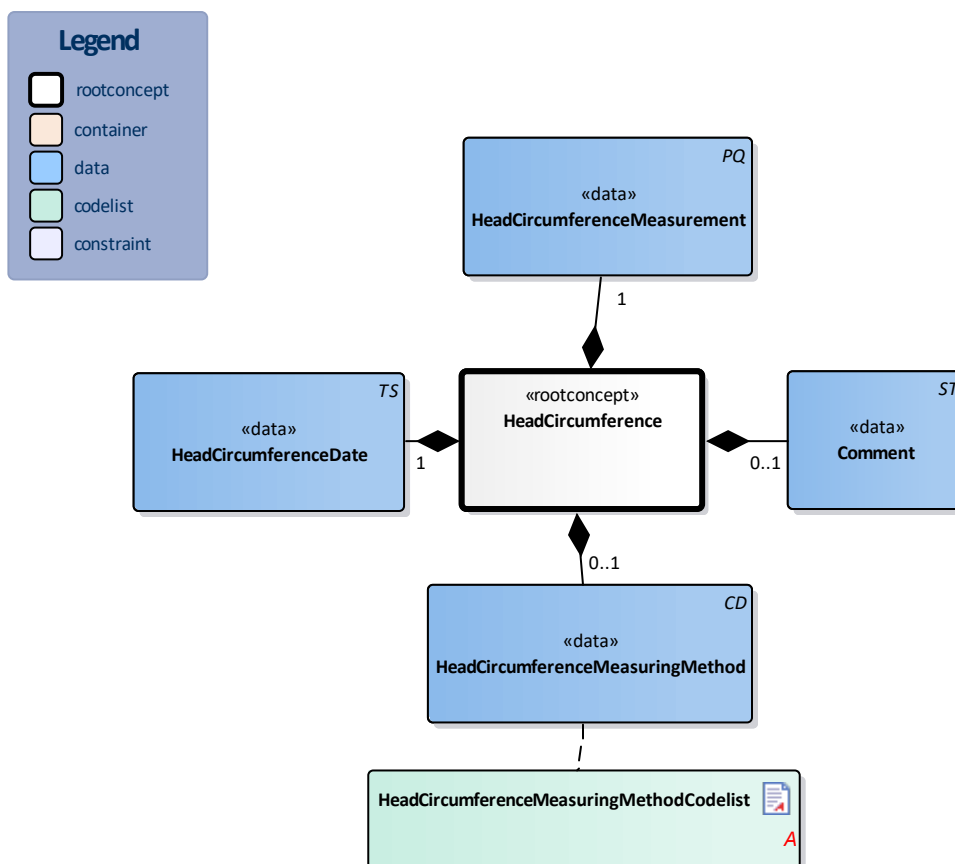 Legend
rootconcept
container
data
codelist
constraint
PQ
«data»
HeadCircumferenceMeasurement
1
TS
«data»
HeadCircumferenceDate
1
«rootconcept»
HeadCircumference
ST
«data»
Comment
0..1
0..1
CD
«data»
HeadCircumferenceMeasuringMethod
HeadCircumferenceMeasuringMethodCodelist
A